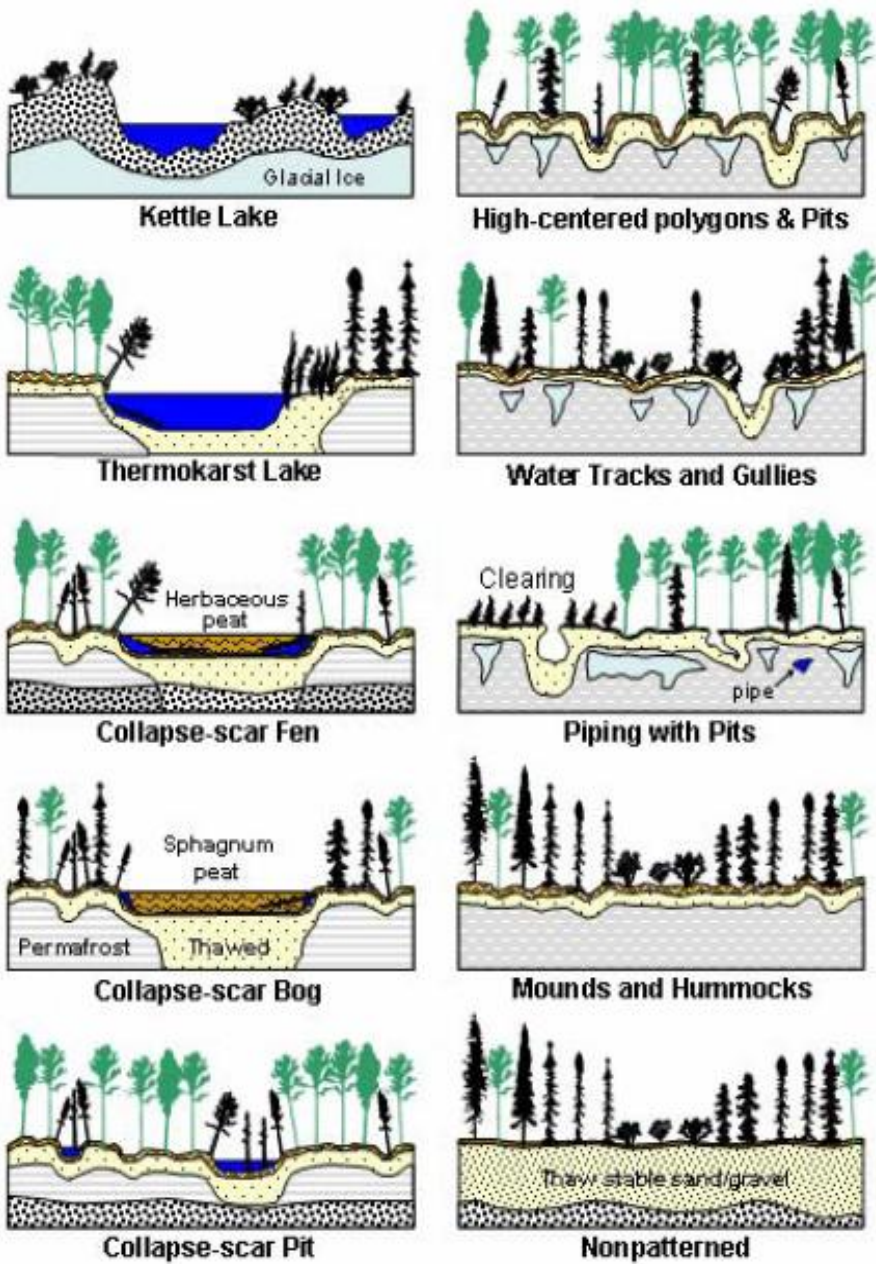 Glacial Ice
Kettle Lake
High-centered polygons & Pits
Thermokarst Lake
Water Tracks and Gullies
Herbaceous
peat
Collapse-scar Fen
Clearing
pipe
Piping with Pits
Sphagnum
peat
Permafrost
Thawed
Collapse-scar Bog
Mounds and Hummocks
Collapse-scar Pit
Thaw stable sand/gravel
Nonpatterned